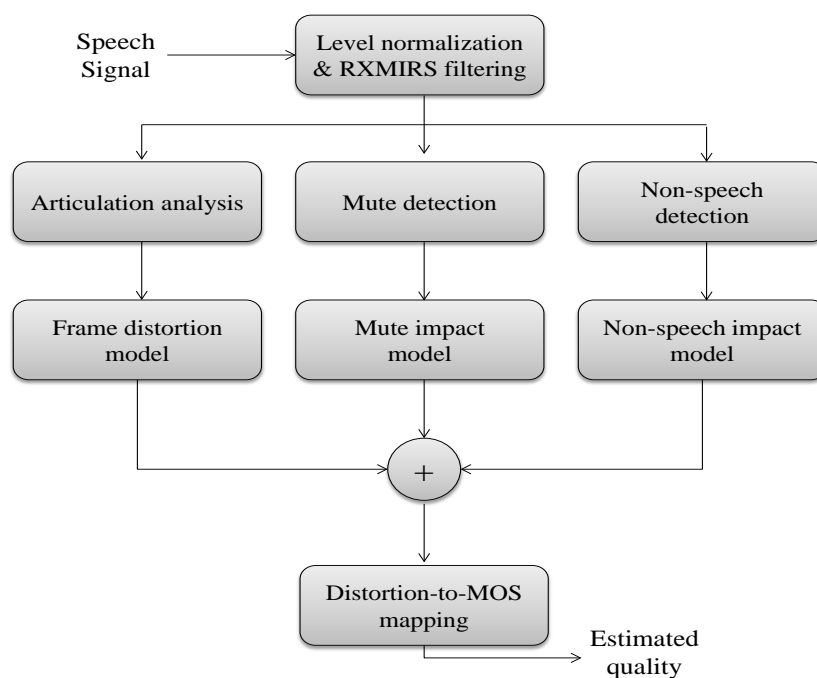 Speech
Signal
Level normalization
& RXMIRS filtering
Articulation analysis
Mute detection
Non-speech
detection
Frame distortion
model
Mute impact
model
Non-speech impact
model
+
Distortion-to-MOS
mapping
Estimated
quality